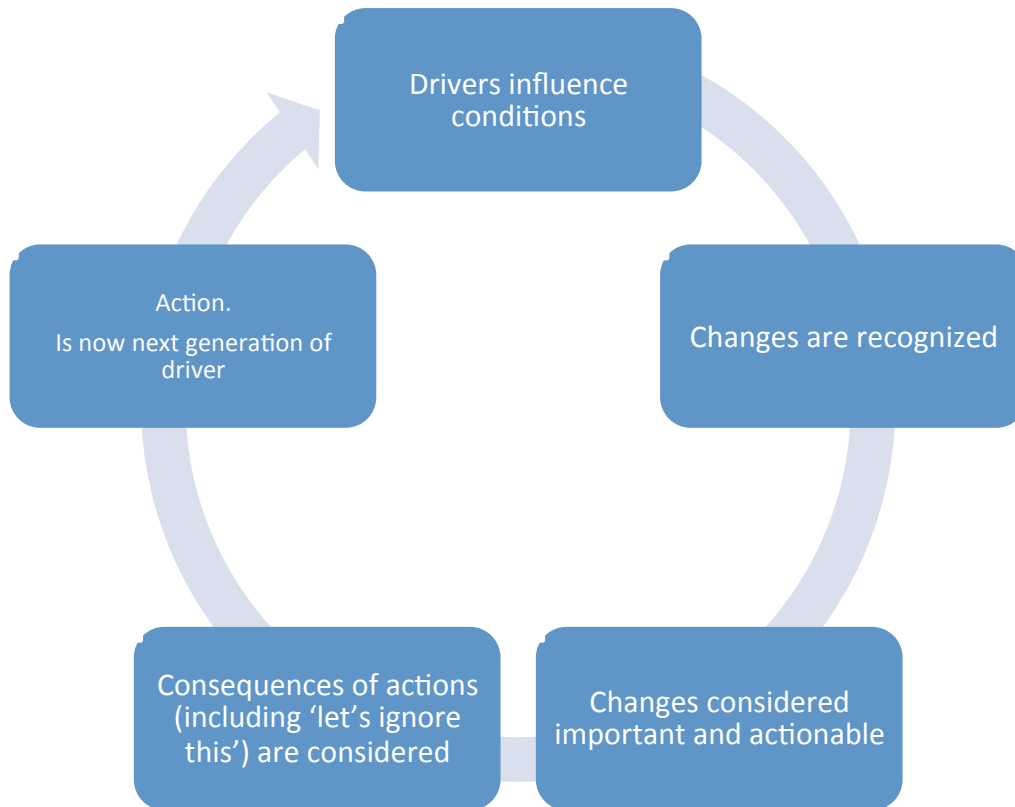 Drivers influence
conditions
Changes are recognized
Changes considered
important and actionable
Consequences of actions
(including ‘let’s ignore
this’) are considered
Action.
Is now next generation of
driver